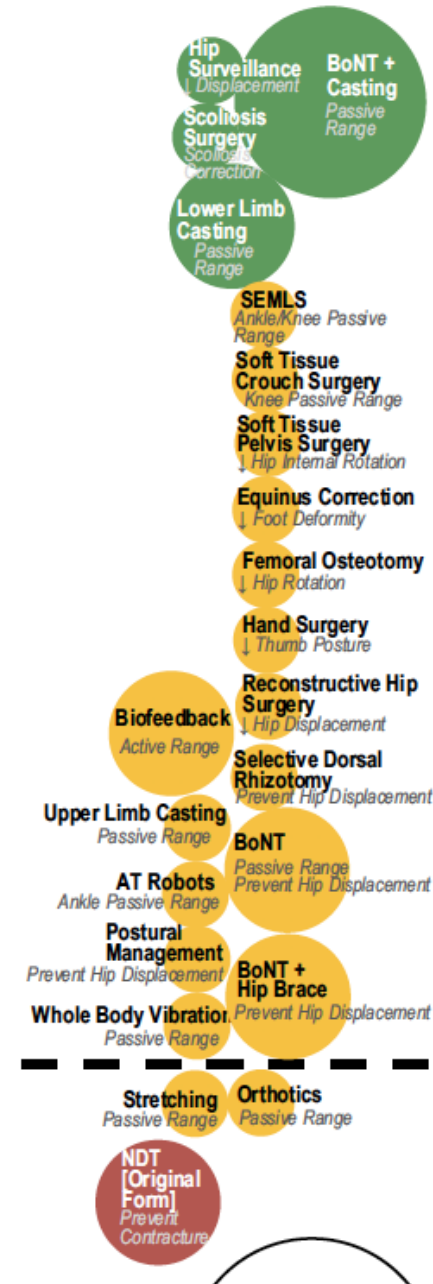 Hip
Surveillance
↓ Displacement
BoNT +
Casting
Passive
Range
Scoliosis
Surgery
Scoliosis
Correction
Lower Limb
Casting
Passive
Range
SEMLS
Ankle/Knee Passive
Range
Soft Tissue
Crouch Surgery
Knee Passive Range
Soft Tissue
Pelvis Surgery
↓ Hip Internal Rotation
Equinus Correction
↓ Foot Deformity
Femoral Osteotomy
↓ Hip Rotation
Hand Surgery
↓ Thumb Posture
Reconstructive Hip
Surgery
↓ Hip Displacement
Biofeedback
Active Range
Selective Dorsal
Rhizotomy
Prevent Hip Displacement
Upper Limb Casting
Passive Range
BoNT
Passive Range
Prevent Hip Displacement
AT Robots
Ankle Passive Range
Postural
Management
Prevent Hip Displacement
BoNT +
Hip Brace
Prevent Hip Displacement
Whole Body Vibration
Passive Range
Stretching
Passive Range
Orthotics
Passive Range
NDT
[Original
Form]
Prevent
Contracture